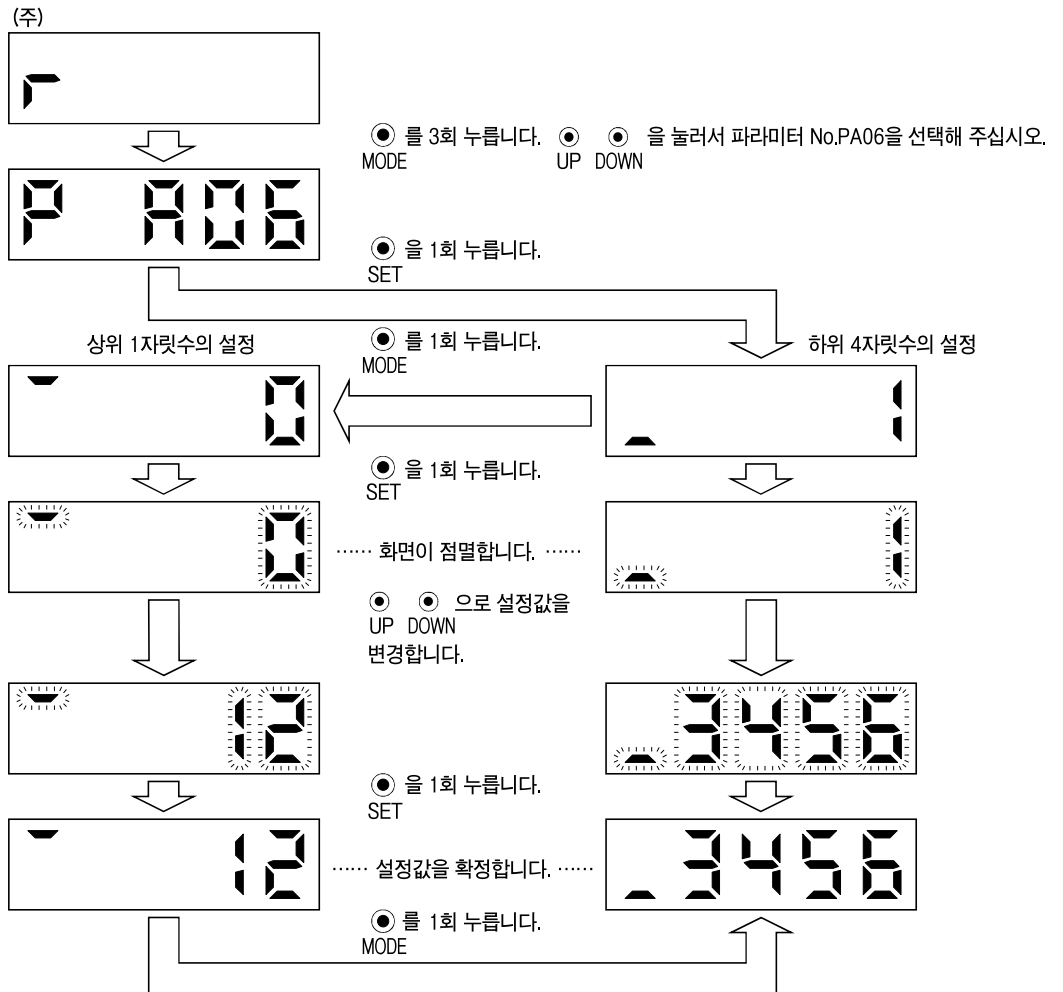 (주)
r
◉ 를 3회 누릅니다. ◉ ◉ 을 눌러서 파라미터 No.PA06을 선택해 주십시오.
MODE UP DOWN
P A06
◉ 을 1회 누릅니다.
SET
상위 1자릿수의 설정
◉ 를 1회 누릅니다.
MODE
하위 4자릿수의 설정
0
_ 1
◉ 을 1회 누릅니다.
SET
0
…… 화면이 점멸합니다. ……
_ 1
◉ ◉ 으로 설정값을
UP DOWN
변경합니다.
12
_ 3456
◉ 을 1회 누릅니다.
SET
12
…… 설정값을 확정합니다. ……
_ 3456
◉ 를 1회 누릅니다.
MODE